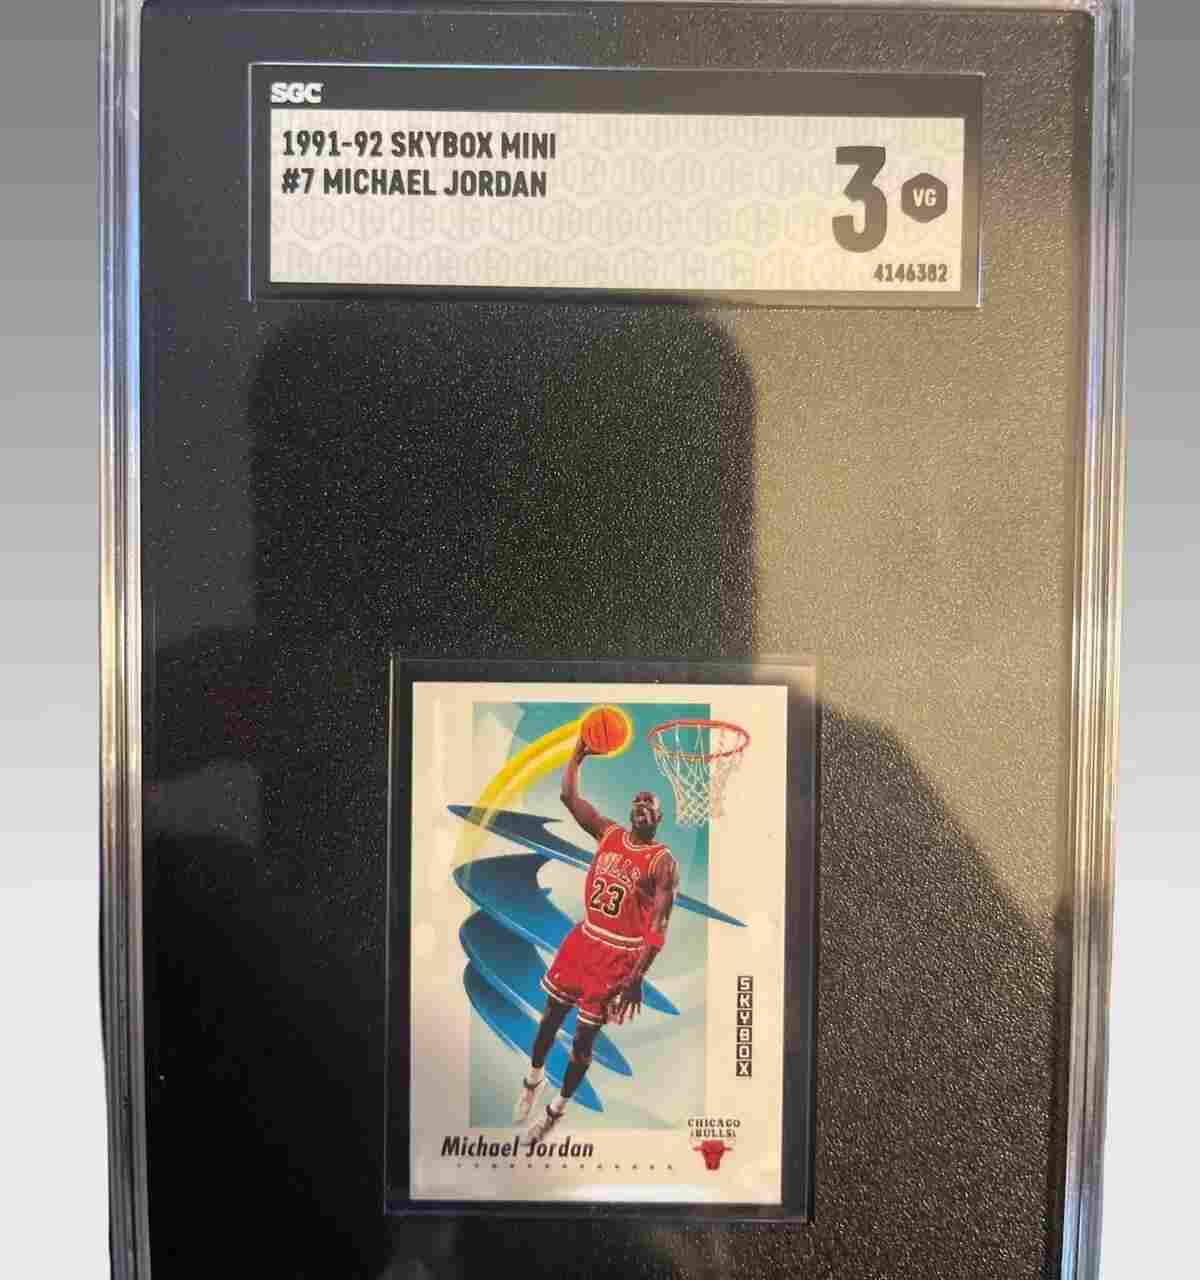 SGC
1991-92 SKYBOX MINI
#7 MICHAEL JORDAN
3
VG
4146382
BULLS
23
SKYBOX
CHICAGO
BULLS
Michael Jordan